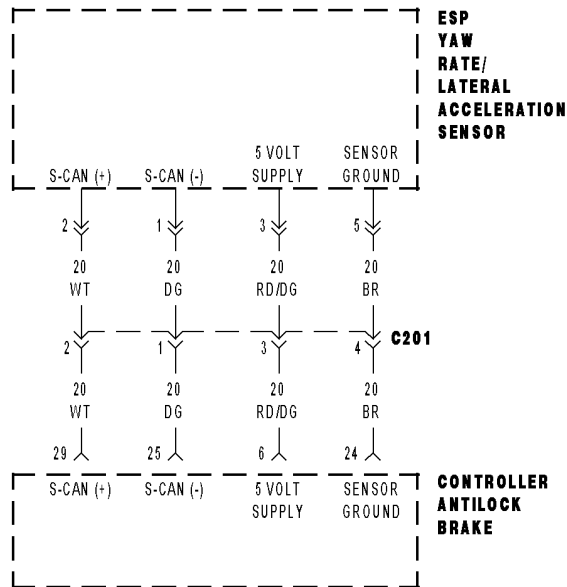 ESP
YAW
RATE/
LATERAL
ACCELERATION
SENSOR
5 VOLT SENSOR
S-CAN (+) S-CAN (-) SUPPLY GROUND
2 1 3 5
20 20 20 20
WT DG RD/DG BR
C201
2 1 3 4
20 20 20 20
WT DG RD/DG BR
29 25 6 24
S-CAN (+) S-CAN (-) 5 VOLT SENSOR
SUPPLY GROUND
CONTROLLER
ANTILOCK
BRAKE